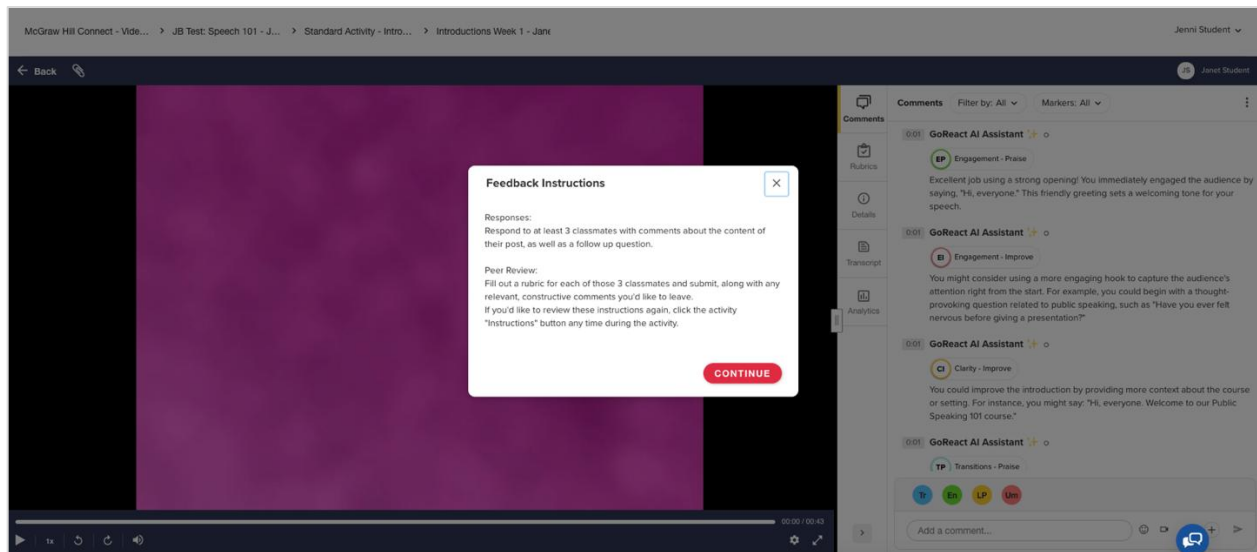 McGraw Hill Connect - Vide... > JB Test: Speech 101 - J... > Standard Activity - Intro... > Introductions Week 1 - Jane
Jenni Student
Back
JS Janet Student
Feedback Instructions
Responses:
Respond to at least 3 classmates with comments about the content of
their post, as well as a follow up question.
Peer Review:
Fill out a rubric for each of those 3 classmates and submit, along with any
relevant, constructive comments you'd like to leave.
If you'd like to review these instructions again, click the activity
"Instructions" button any time during the activity.
CONTINUE
00:00 / 00:43
1x
Comments
Rubrics
Details
Transcript
Analytics
Comments Filter by: All Markers: All
0:01 GoReact AI Assistant
EP Engagement - Praise
Excellent job using a strong opening! You immediately engaged the audience by
saying, "Hi, everyone." This friendly greeting sets a welcoming tone for your
speech.
0:01 GoReact AI Assistant
EI Engagement - Improve
You might consider using a more engaging hook to capture the audience's
attention right from the start. For example, you could begin with a thought-
provoking question related to public speaking, such as "Have you ever felt
nervous before giving a presentation?"
0:01 GoReact AI Assistant
CI Clarity - Improve
You could improve the introduction by providing more context about the course
or setting. For instance, you might say: "Hi, everyone. Welcome to our Public
Speaking 101 course."
0:01 GoReact AI Assistant
TP Transitions - Praise
Tr En LP Um
Add a comment...